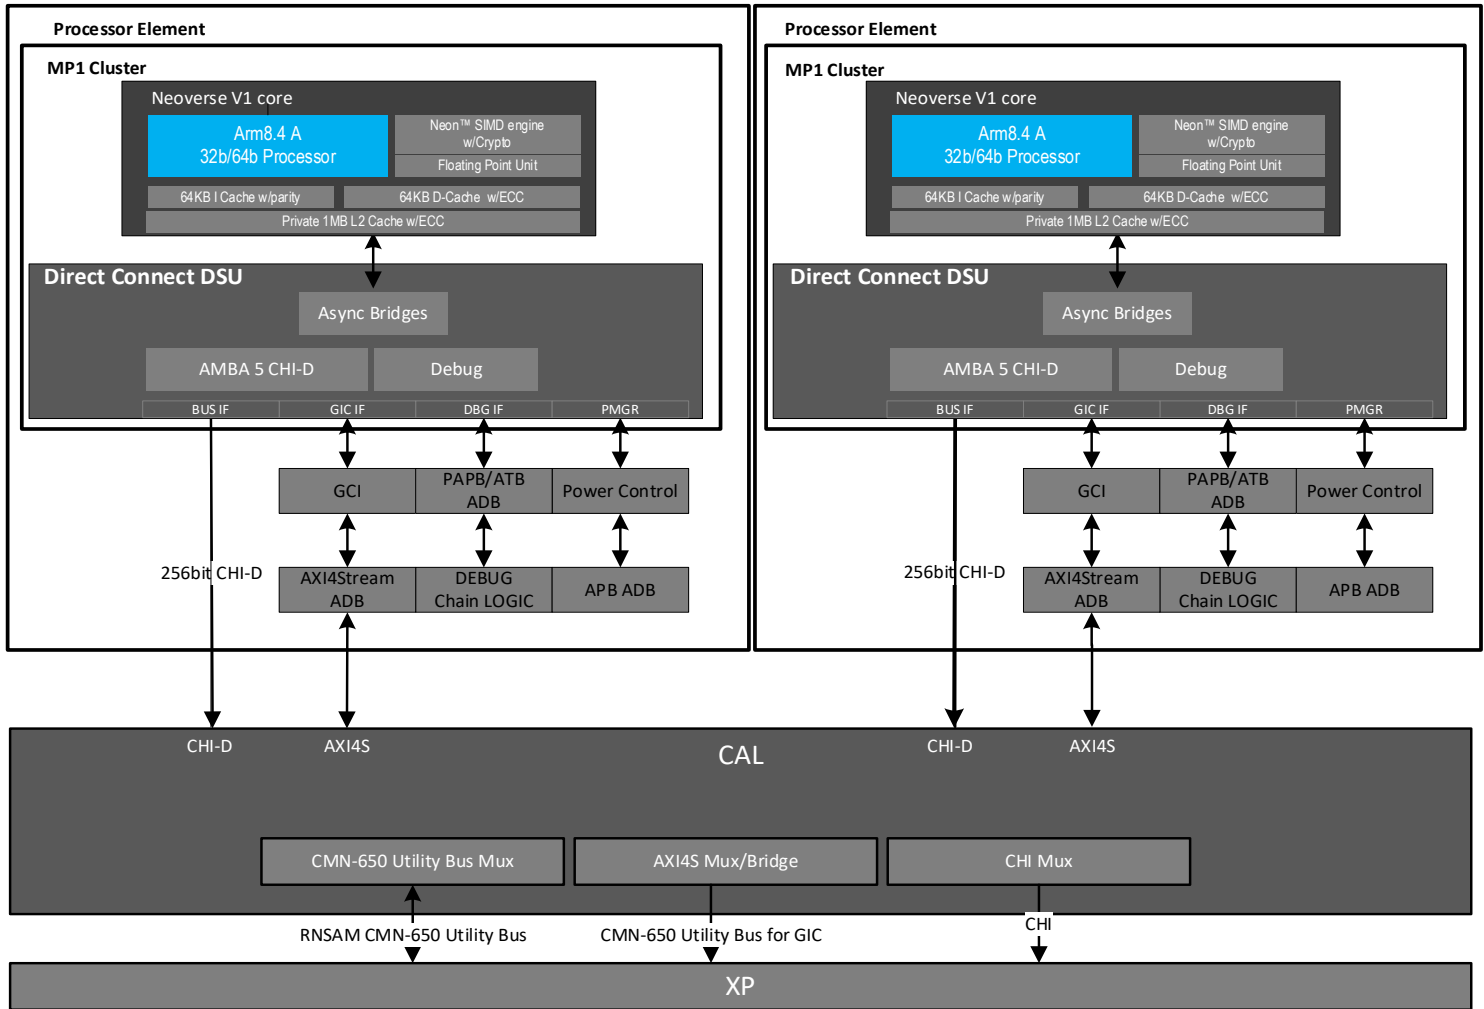 Processor Element
MP1 Cluster
Neoverse V1 core
Arm8.4 A
32b/64b Processor
Neon™ SIMD engine
w/Crypto
Floating Point Unit
64KB I Cache w/parity
64KB D-Cache w/ECC
Private 1MB L2 Cache w/ECC
Direct Connect DSU
Async Bridges
AMBA 5 CHI-D
Debug
BUS IF
GIC IF
DBG IF
PMGR
GCI
PAPB/ATB
ADB
Power Control
256bit CHI-D
AXI4Stream
ADB
DEBUG
Chain LOGIC
APB ADB
Processor Element
MP1 Cluster
Neoverse V1 core
Arm8.4 A
32b/64b Processor
Neon™ SIMD engine
w/Crypto
Floating Point Unit
64KB I Cache w/parity
64KB D-Cache w/ECC
Private 1MB L2 Cache w/ECC
Direct Connect DSU
Async Bridges
AMBA 5 CHI-D
Debug
BUS IF
GIC IF
DBG IF
PMGR
GCI
PAPB/ATB
ADB
Power Control
256bit CHI-D
AXI4Stream
ADB
DEBUG
Chain LOGIC
APB ADB
CHI-D
AXI4S
CAL
CHI-D
AXI4S
CMN-650 Utility Bus Mux
AXI4S Mux/Bridge
CHI Mux
RNSAM CMN-650 Utility Bus
CMN-650 Utility Bus for GIC
CHI
XP